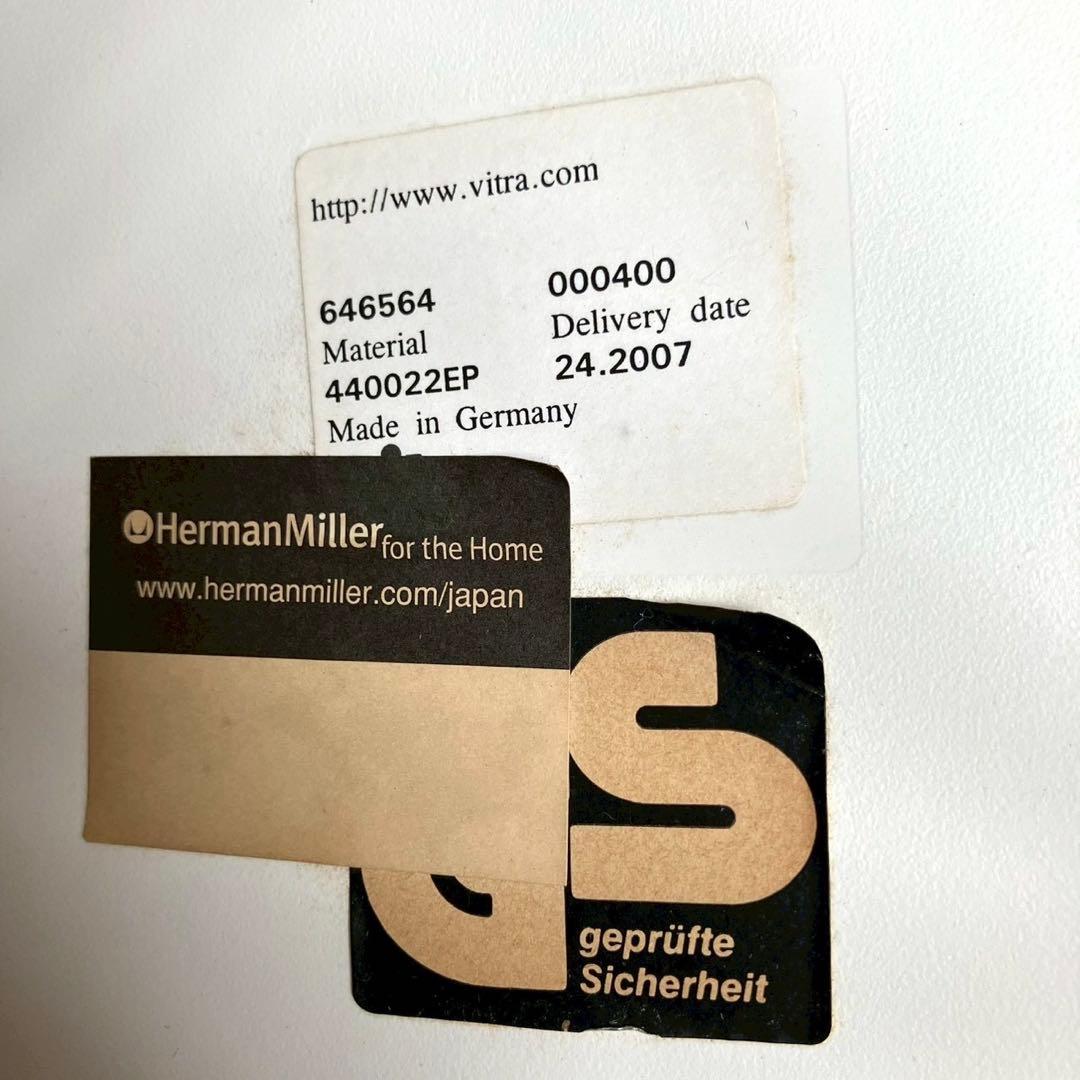 http://www.vitra.com
646564 000400
Material Delivery date
440022EP 24.2007
Made in Germany
HermanMiller for the Home
www.hermanmiller.com/japan
GS
geprüfte
Sicherheit